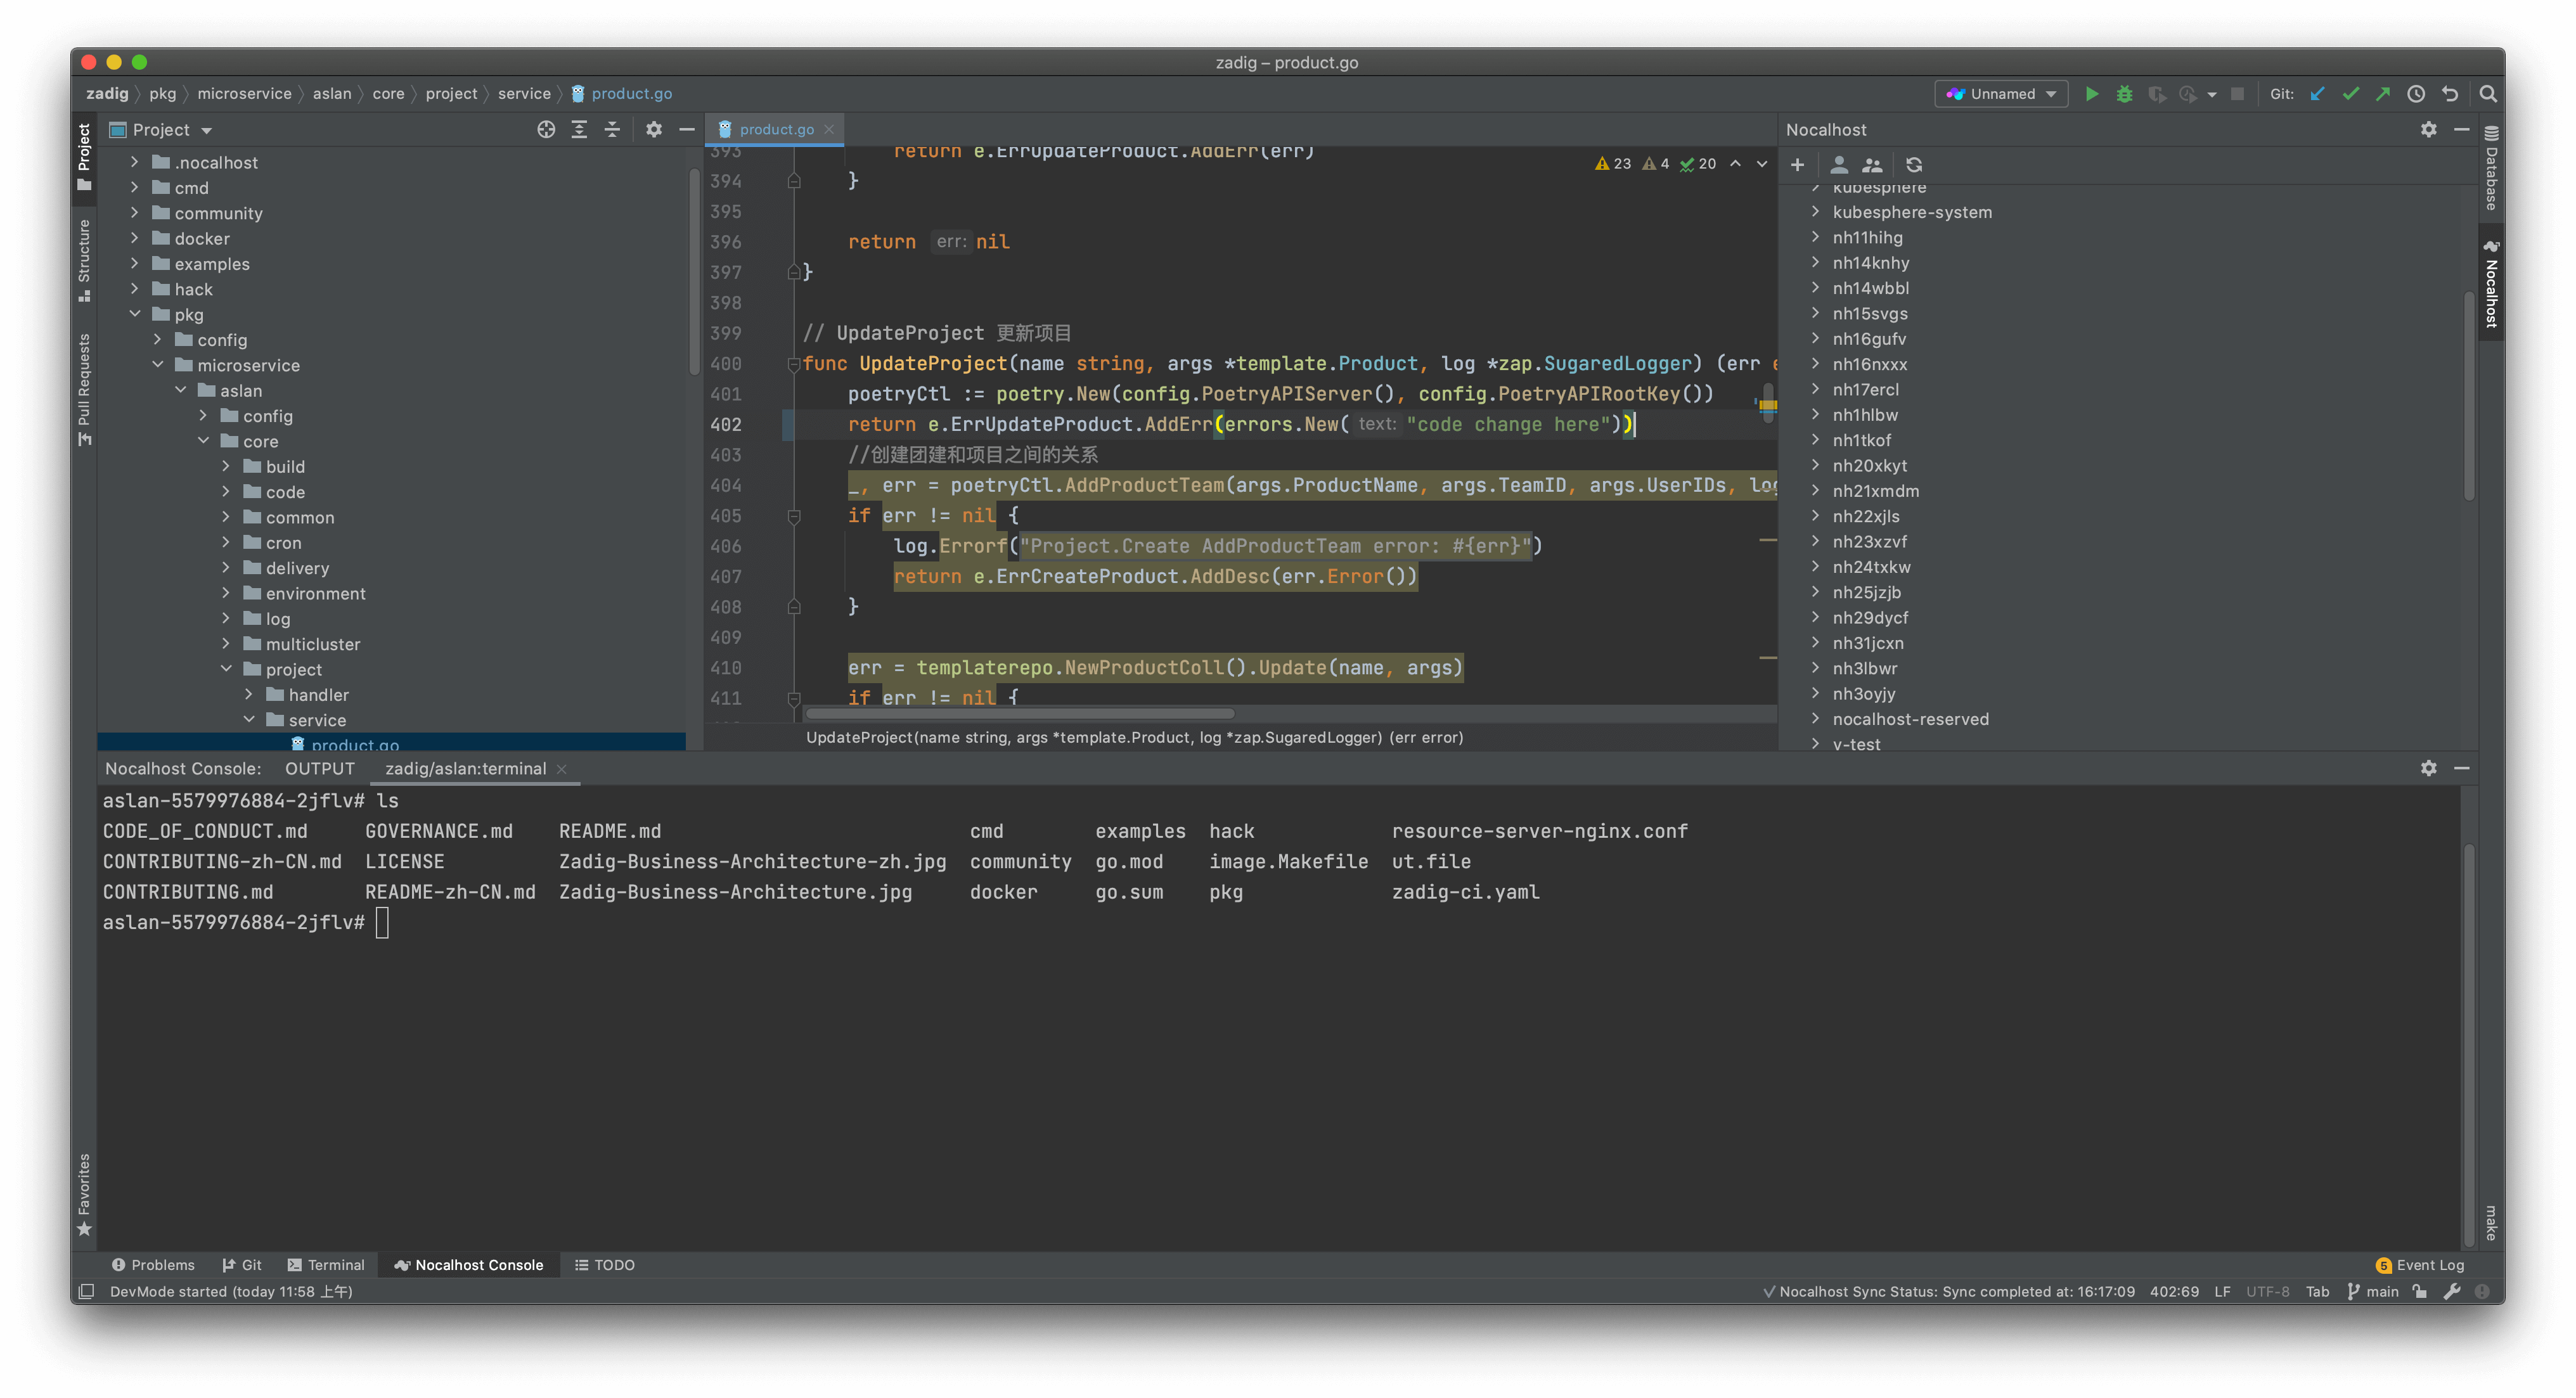 zadig – product.go
zadig pkg microservice aslan core project service product.go
Unnamed
Git:
Project
Structure
Pull Requests
Favorites
Project
.nocalhost
cmd
community
docker
examples
hack
pkg
config
microservice
aslan
config
core
build
code
common
cron
delivery
environment
log
multicluster
project
handler
service
product.go
product.go
23 4 20
393 return e.ErrUpdateProduct.AddErr(err)
394 }
395
396 return err: nil
397 }
398
399 // UpdateProject 更新项目
400 func UpdateProject(name string, args *template.Product, log *zap.SugaredLogger) (err e
401 poetryCtl := poetry.New(config.PoetryAPIServer(), config.PoetryAPIRootKey())
402 return e.ErrUpdateProduct.AddErr(errors.New( text: "code change here"))
403 //创建团建和项目之间的关系
404 _, err = poetryCtl.AddProductTeam(args.ProductName, args.TeamID, args.UserIDs, log
405 if err != nil {
406 log.Errorf("Project.Create AddProductTeam error: #{err}")
407 return e.ErrCreateProduct.AddDesc(err.Error())
408 }
409
410 err = templaterepo.NewProductColl().Update(name, args)
411 if err != nil {
UpdateProject(name string, args *template.Product, log *zap.SugaredLogger) (err error)
Nocalhost
kubesphere
kubesphere-system
nh11hihg
nh14knhy
nh14wbbl
nh15svgs
nh16gufv
nh16nxxx
nh17ercl
nh1hlbw
nh1tkof
nh20xkyt
nh21xmdm
nh22xjls
nh23xzvf
nh24txkw
nh25jzjb
nh29dycf
nh31jcxn
nh3lbwr
nh3oyjy
nocalhost-reserved
v-test
Database
Nocalhost
make
Nocalhost Console: OUTPUT zadig/aslan:terminal
aslan-5579976884-2jflv# ls
CODE_OF_CONDUCT.md GOVERNANCE.md README.md cmd examples hack resource-server-nginx.conf
CONTRIBUTING-zh-CN.md LICENSE Zadig-Business-Architecture-zh.jpg community go.mod image.Makefile ut.file
CONTRIBUTING.md README-zh-CN.md Zadig-Business-Architecture.jpg docker go.sum pkg zadig-ci.yaml
aslan-5579976884-2jflv#
Problems Git Terminal Nocalhost Console TODO
5 Event Log
DevMode started (today 11:58 上午)
Nocalhost Sync Status: Sync completed at: 16:17:09 402:69 LF UTF-8 Tab main